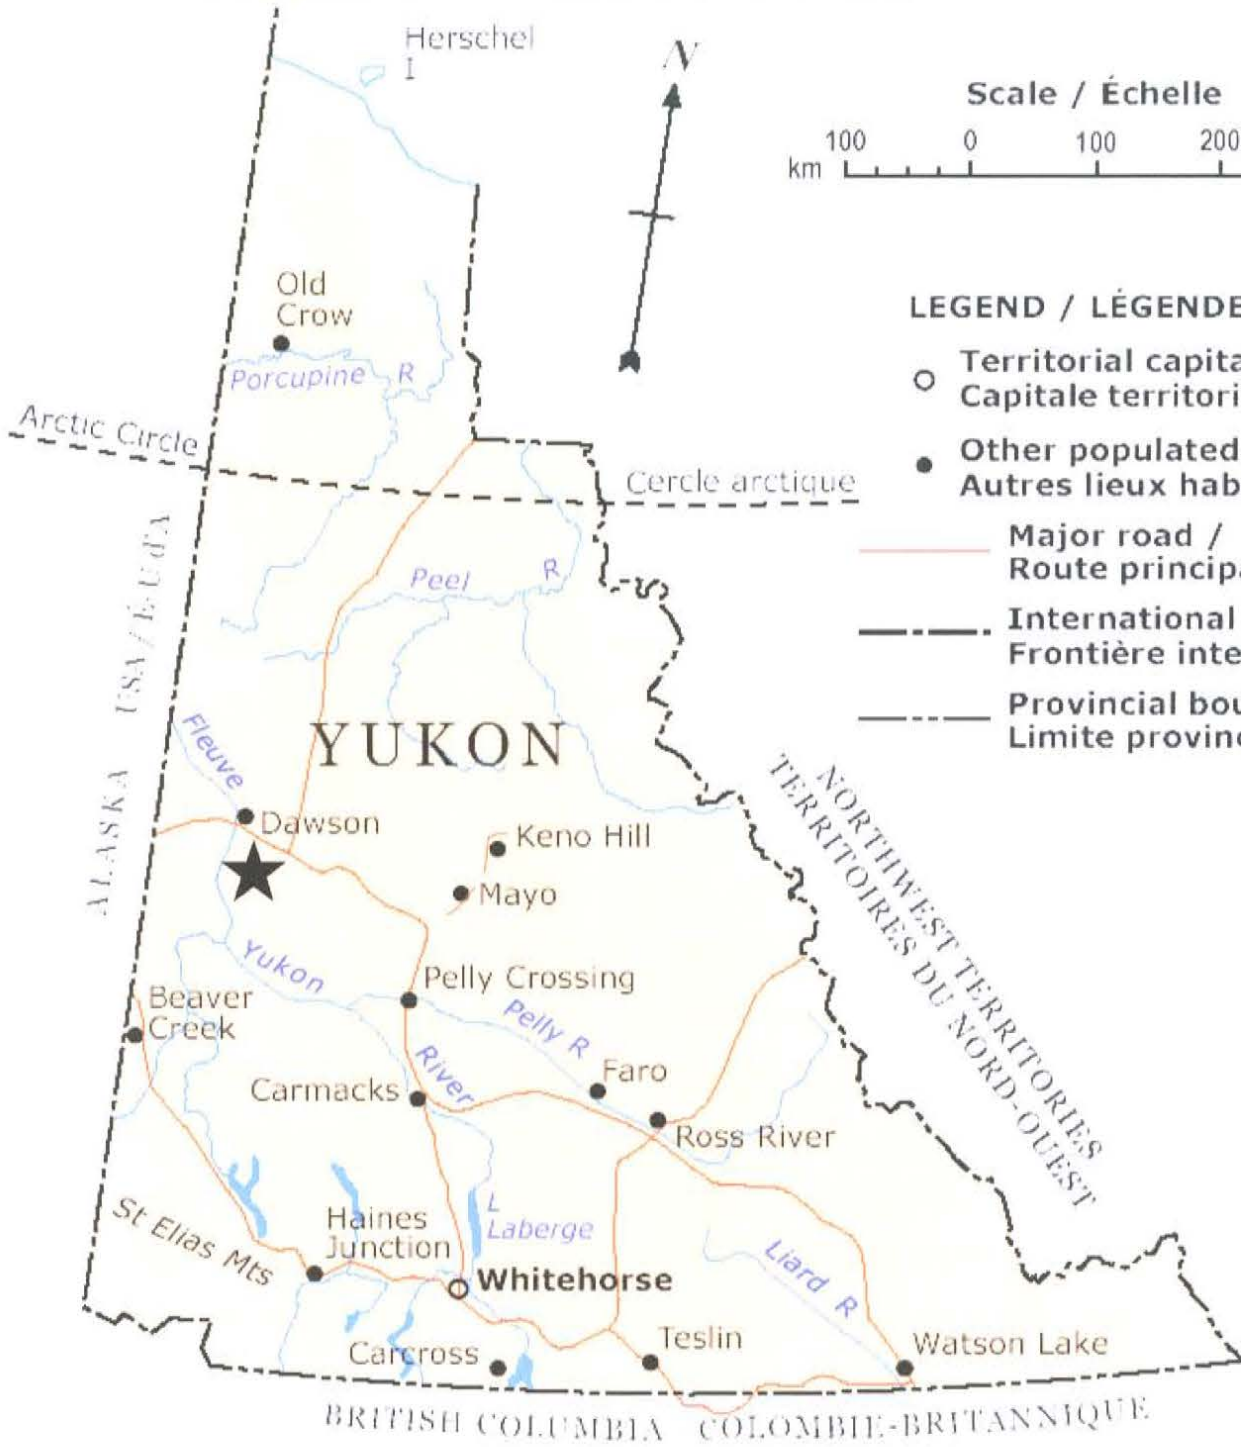 Herschel
I
N
Scale / Échelle
100 0 100 200
km
Old
Crow
Porcupine R
LEGEND / LÉGENDE
Territorial capita
Capitale territori
Arctic Circle
Other populated
Autres lieux hab
Cercle arctique
Major road /
Route principa
Peel R
International
Frontière inte
Provincial bou
Limite provinc
ALASKA USA / É-U d'A
YUKON
Fleuve
Dawson
Keno Hill
Mayo
NORTHWEST TERRITORIES
TERRITOIRES DU NORD-OUEST
Yukon
River
Pelly Crossing
Beaver
Creek
Pelly R
Faro
Carmacks
Ross River
St Elias Mts
Haines
Junction
L
Laberge
Liard R
Whitehorse
Carcross
Teslin
Watson Lake
BRITISH COLUMBIA COLOMBIE-BRITANNIQUE